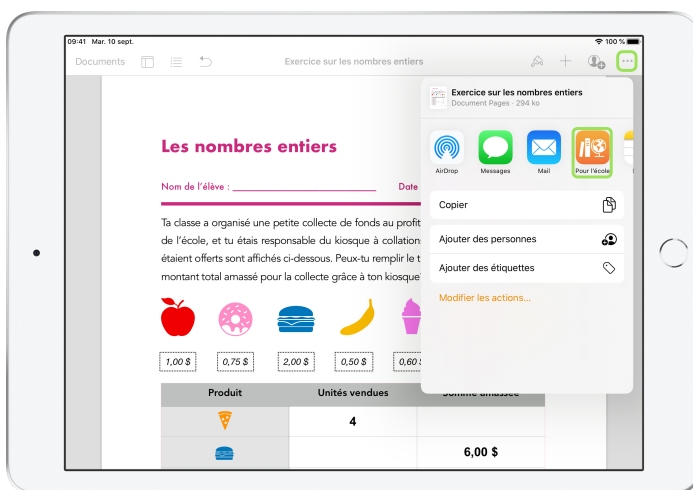 09:41 Mar. 10 sept.
100 %
Documents
Exercice sur les nombres entiers
Exercice sur les nombres entiers
Document Pages · 294 ko
AirDrop
Messages
Mail
Pour l'école
Copier
Ajouter des personnes
Ajouter des étiquettes
Modifier les actions...
Les nombres entiers
Nom de l'élève :
Date
Ta classe a organisé une petite collecte de fonds au profit
de l'école, et tu étais responsable du kiosque à
étaient offerts sont affichés ci-dessous. Peux-tu remplir le
montant total amassé pour la collecte grâce à ton kiosque
1,00 $
0,75 $
2,00 $
0,50 $
0,60
Produit
Unités vendues
Somme amassée
4
6,00 $